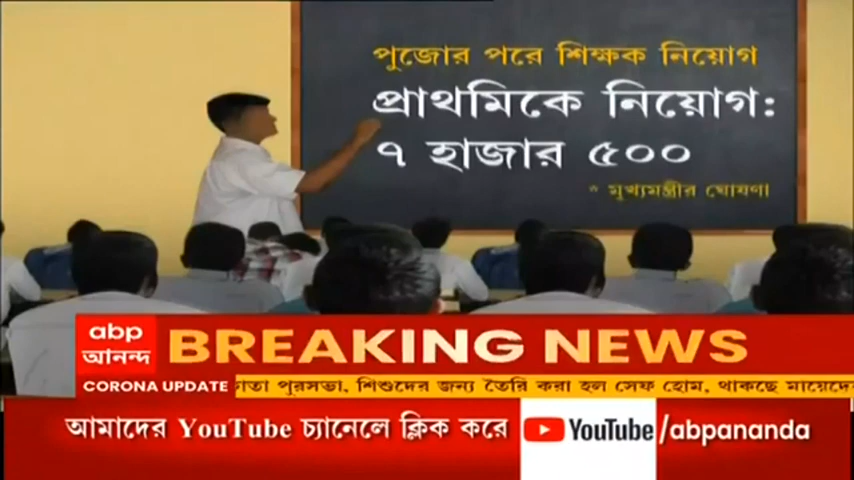 পুজোর পরে শিক্ষক নিয়োগ
প্রাথমিকে নিয়োগ:
৭ হাজার ৫০০
* মুখ্যমন্ত্রীর ঘোষণা
abp
আনন্দ
BREAKING NEWS
CORONA UPDATE
পুরসভা, শিশুদের জন্য তৈরি করা হল সেফ হোম, থাকছে
আমাদের YouTube চ্যানেলে ক্লিক করে YouTube/abpananda